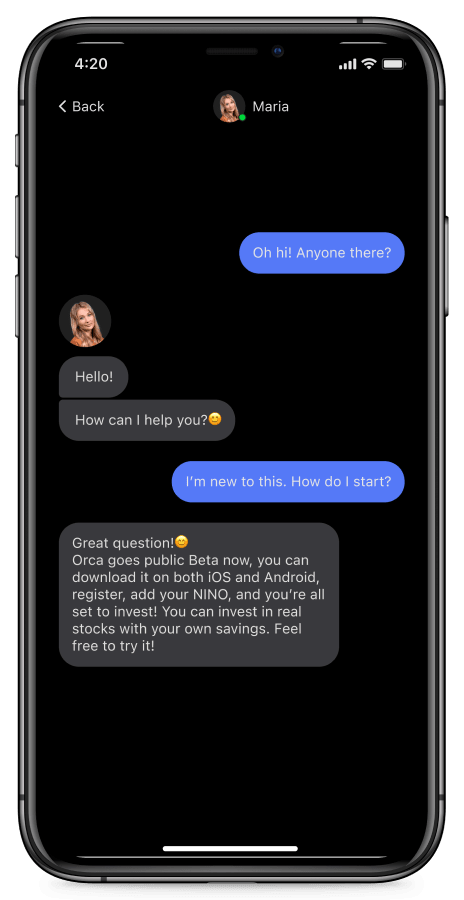 4:20
Back
Maria
Oh hi! Anyone there?
Hello!
How can I help you?😊
I’m new to this. How do I start?
Great question!😊
Orca goes public Beta now, you can
download it on both iOS and Android,
register, add your NINO, and you’re all
set to invest! You can invest in real
stocks with your own savings. Feel
free to try it!